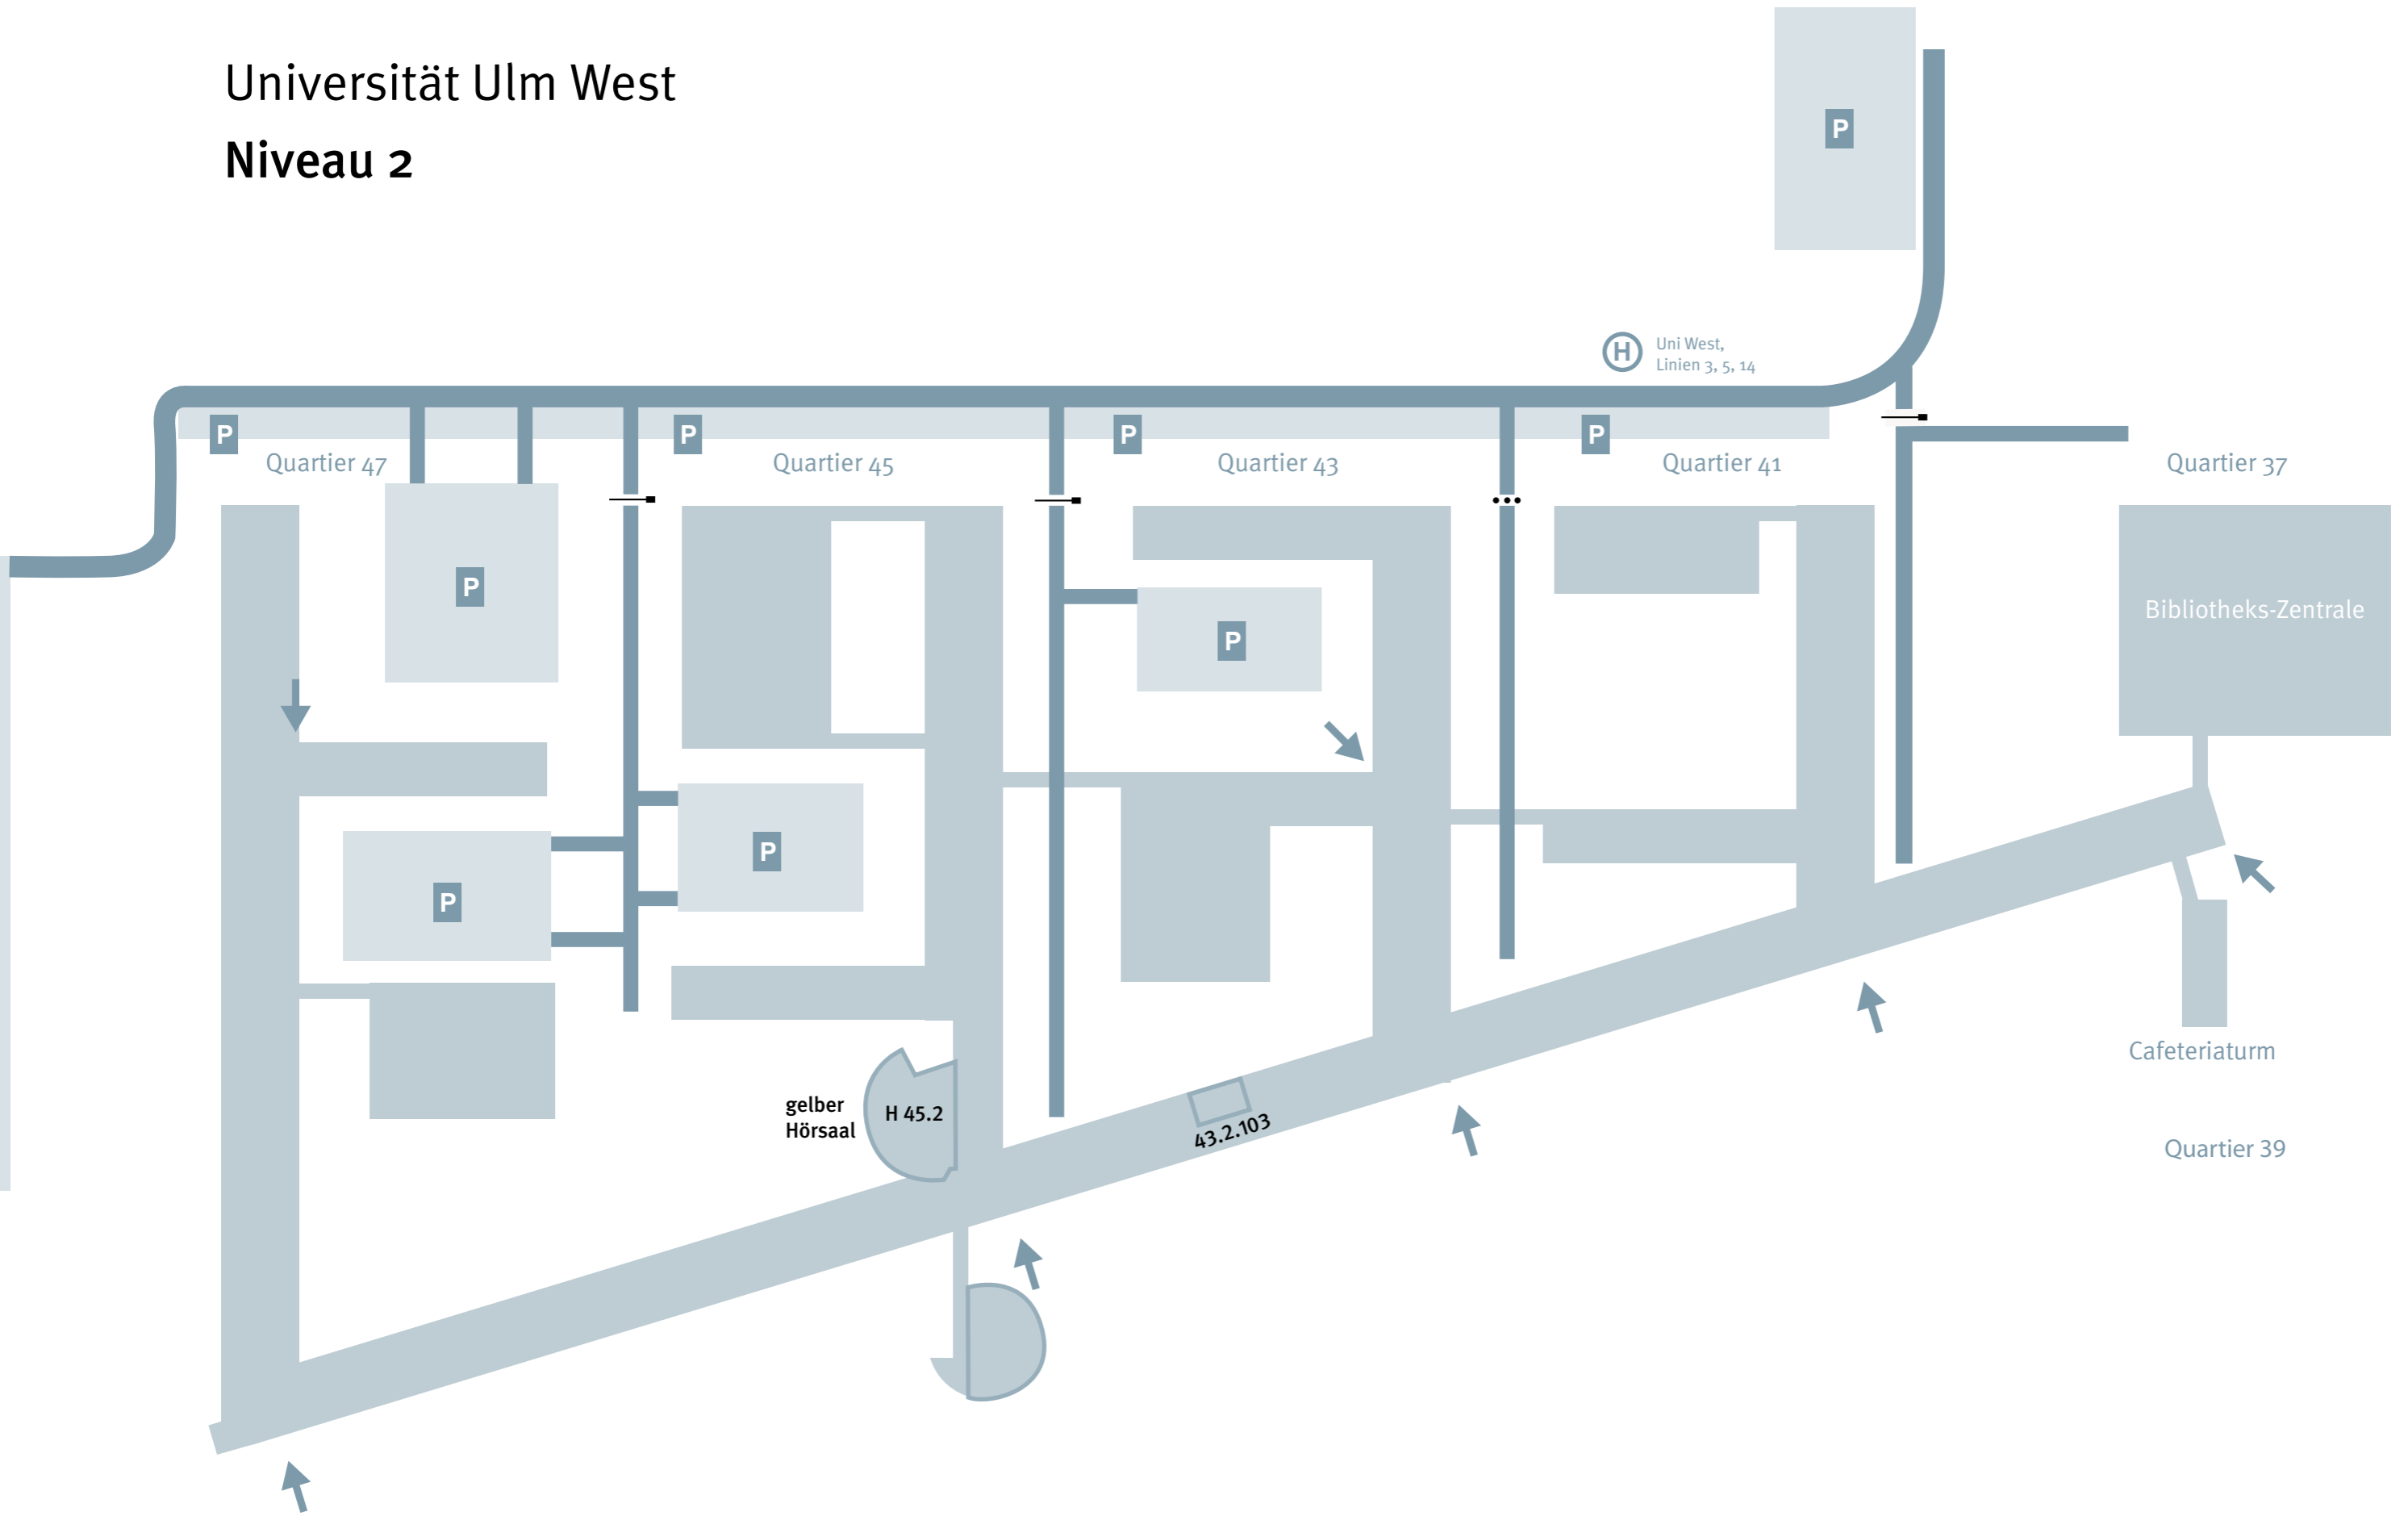 Universität Ulm West
Niveau 2
P
H
Uni West,
Linien 3, 5, 14
P
P
P
P
Quartier 47
Quartier 45
Quartier 43
Quartier 41
Quartier 37
P
Bibliotheks-Zentrale
P
P
P
Cafeteriaturm
gelber
Hörsaal
H 45.2
43.2.103
Quartier 39